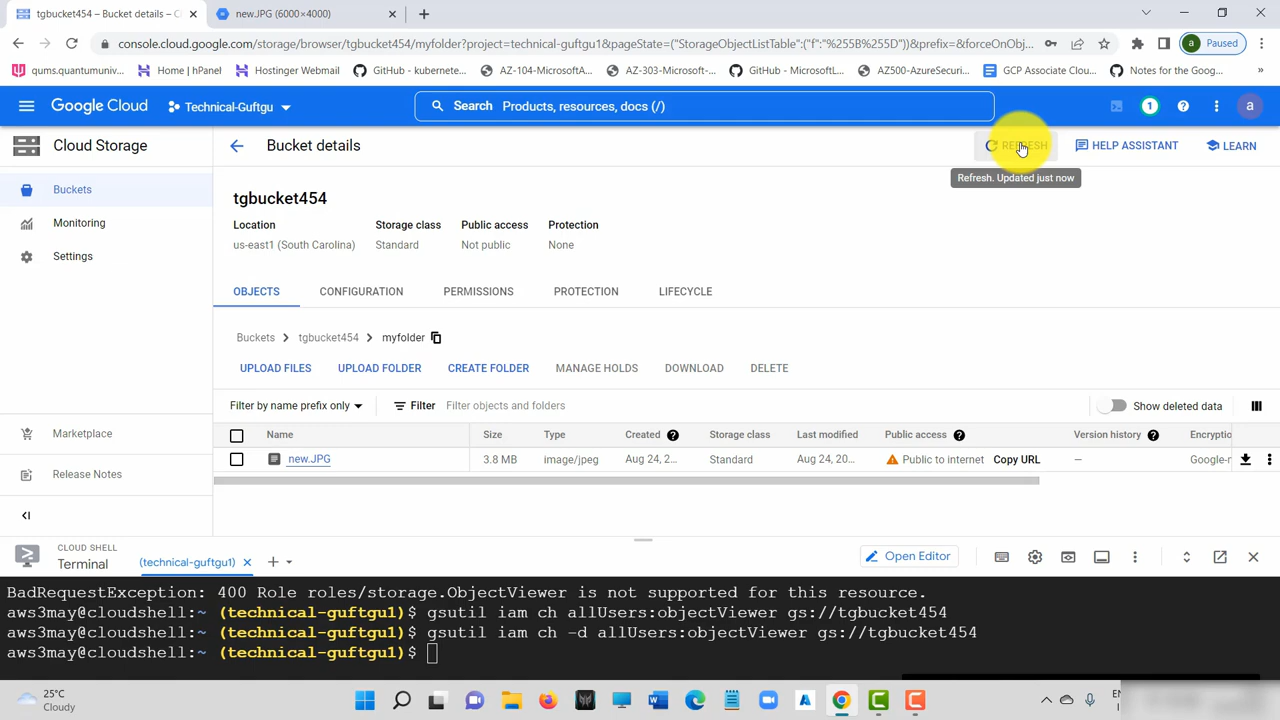 tgbucket454 – Bucket details – Cl
new.JPG (6000×4000)
console.cloud.google.com/storage/browser/tgbucket454/myfolder?project=technical-guftgu1&pageState=("StorageObjectListTable":("f":"%255B%255D"))&prefix=&forceOnObj...
a Paused
qums.quantumuniv...
Home | hPanel
Hostinger Webmail
GitHub - kubernete...
AZ-104-MicrosoftA...
AZ-303-Microsoft-...
GitHub - MicrosoftL...
AZ500-AzureSecuri...
GCP Associate Clou...
Notes for the Goog...
»
Google Cloud
Technical-Guftgu
Search Products, resources, docs (/)
1
a
Cloud Storage
Bucket details
REFRESH
HELP ASSISTANT
LEARN
Refresh. Updated just now
Buckets
Monitoring
Settings
tgbucket454
Location Storage class Public access Protection
us-east1 (South Carolina) Standard Not public None
OBJECTS CONFIGURATION PERMISSIONS PROTECTION LIFECYCLE
Buckets > tgbucket454 > myfolder
UPLOAD FILES UPLOAD FOLDER CREATE FOLDER MANAGE HOLDS DOWNLOAD DELETE
Filter by name prefix only Filter Filter objects and folders Show deleted data
Name Size Type Created Storage class Last modified Public access Version history Encryptio
new.JPG 3.8 MB image/jpeg Aug 24, 2... Standard Aug 24, 20... Public to internet Copy URL — Google-r
Marketplace
Release Notes
CLOUD SHELL
Terminal
(technical-guftgu1)
Open Editor
BadRequestException: 400 Role roles/storage.ObjectViewer is not supported for this resource.
aws3may@cloudshell:~ (technical-guftgu1)$ gsutil iam ch allUsers:objectViewer gs://tgbucket454
aws3may@cloudshell:~ (technical-guftgu1)$ gsutil iam ch -d allUsers:objectViewer gs://tgbucket454
aws3may@cloudshell:~ (technical-guftgu1)$
25°C
Cloudy